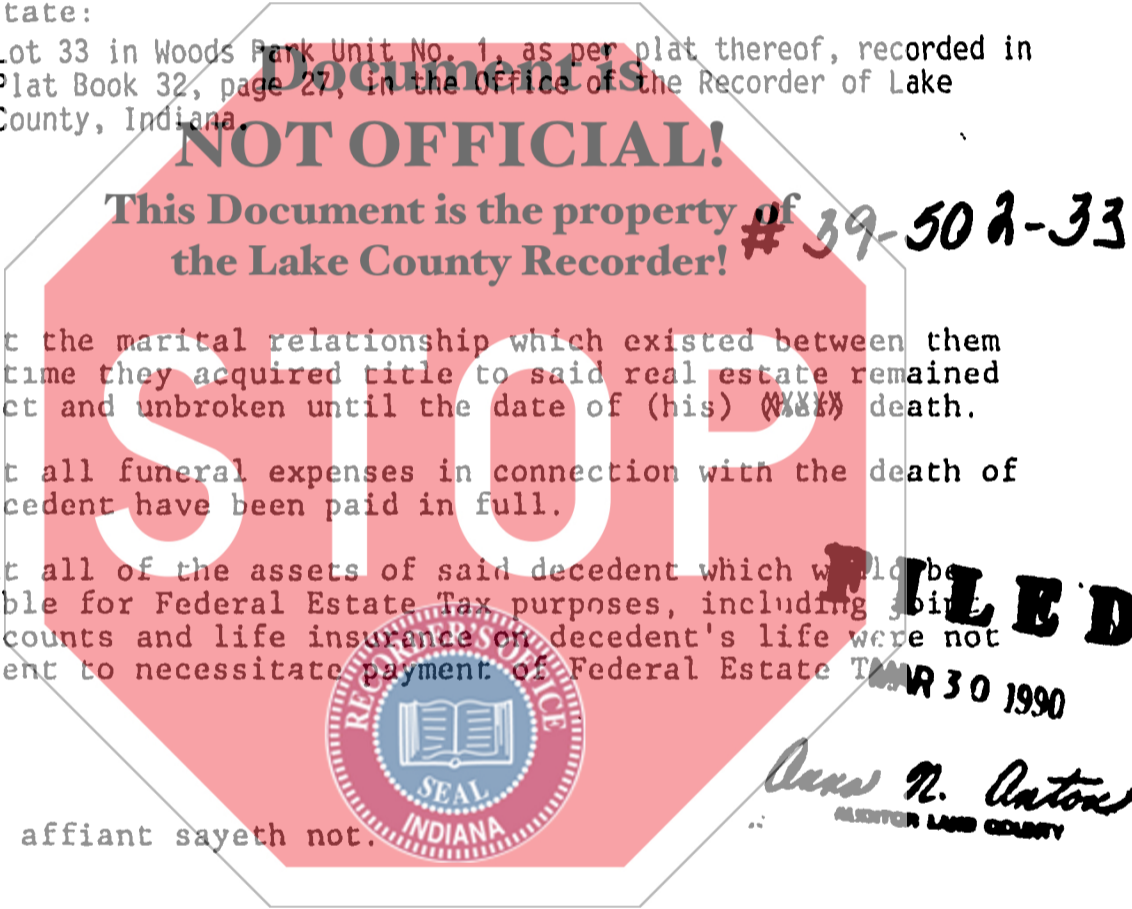 tate:
Lot 33 in Woods Park Unit No. 1, as per plat thereof, recorded in
Plat Book 32, page 27, in the Office of the Recorder of Lake
County, Indiana.
Document is
NOT OFFICIAL!
This Document is the property of
the Lake County Recorder!
# 39-502-33
STOP
t the marital relationship which existed between them
time they acquired title to said real estate remained
ct and unbroken until the date of (his) death.
t all funeral expenses in connection with the death of
cedent have been paid in full.
t all of the assets of said decedent which would be
ble for Federal Estate Tax purposes, including joint
counts and life insurance on decedent's life were not
ent to necessitate payment of Federal Estate
FILED
MAR 30 1990
RECORDER'S OFFICE
SEAL
INDIANA
Anna N. Anton
AUDITOR LAKE COUNTY
affiant sayeth not.